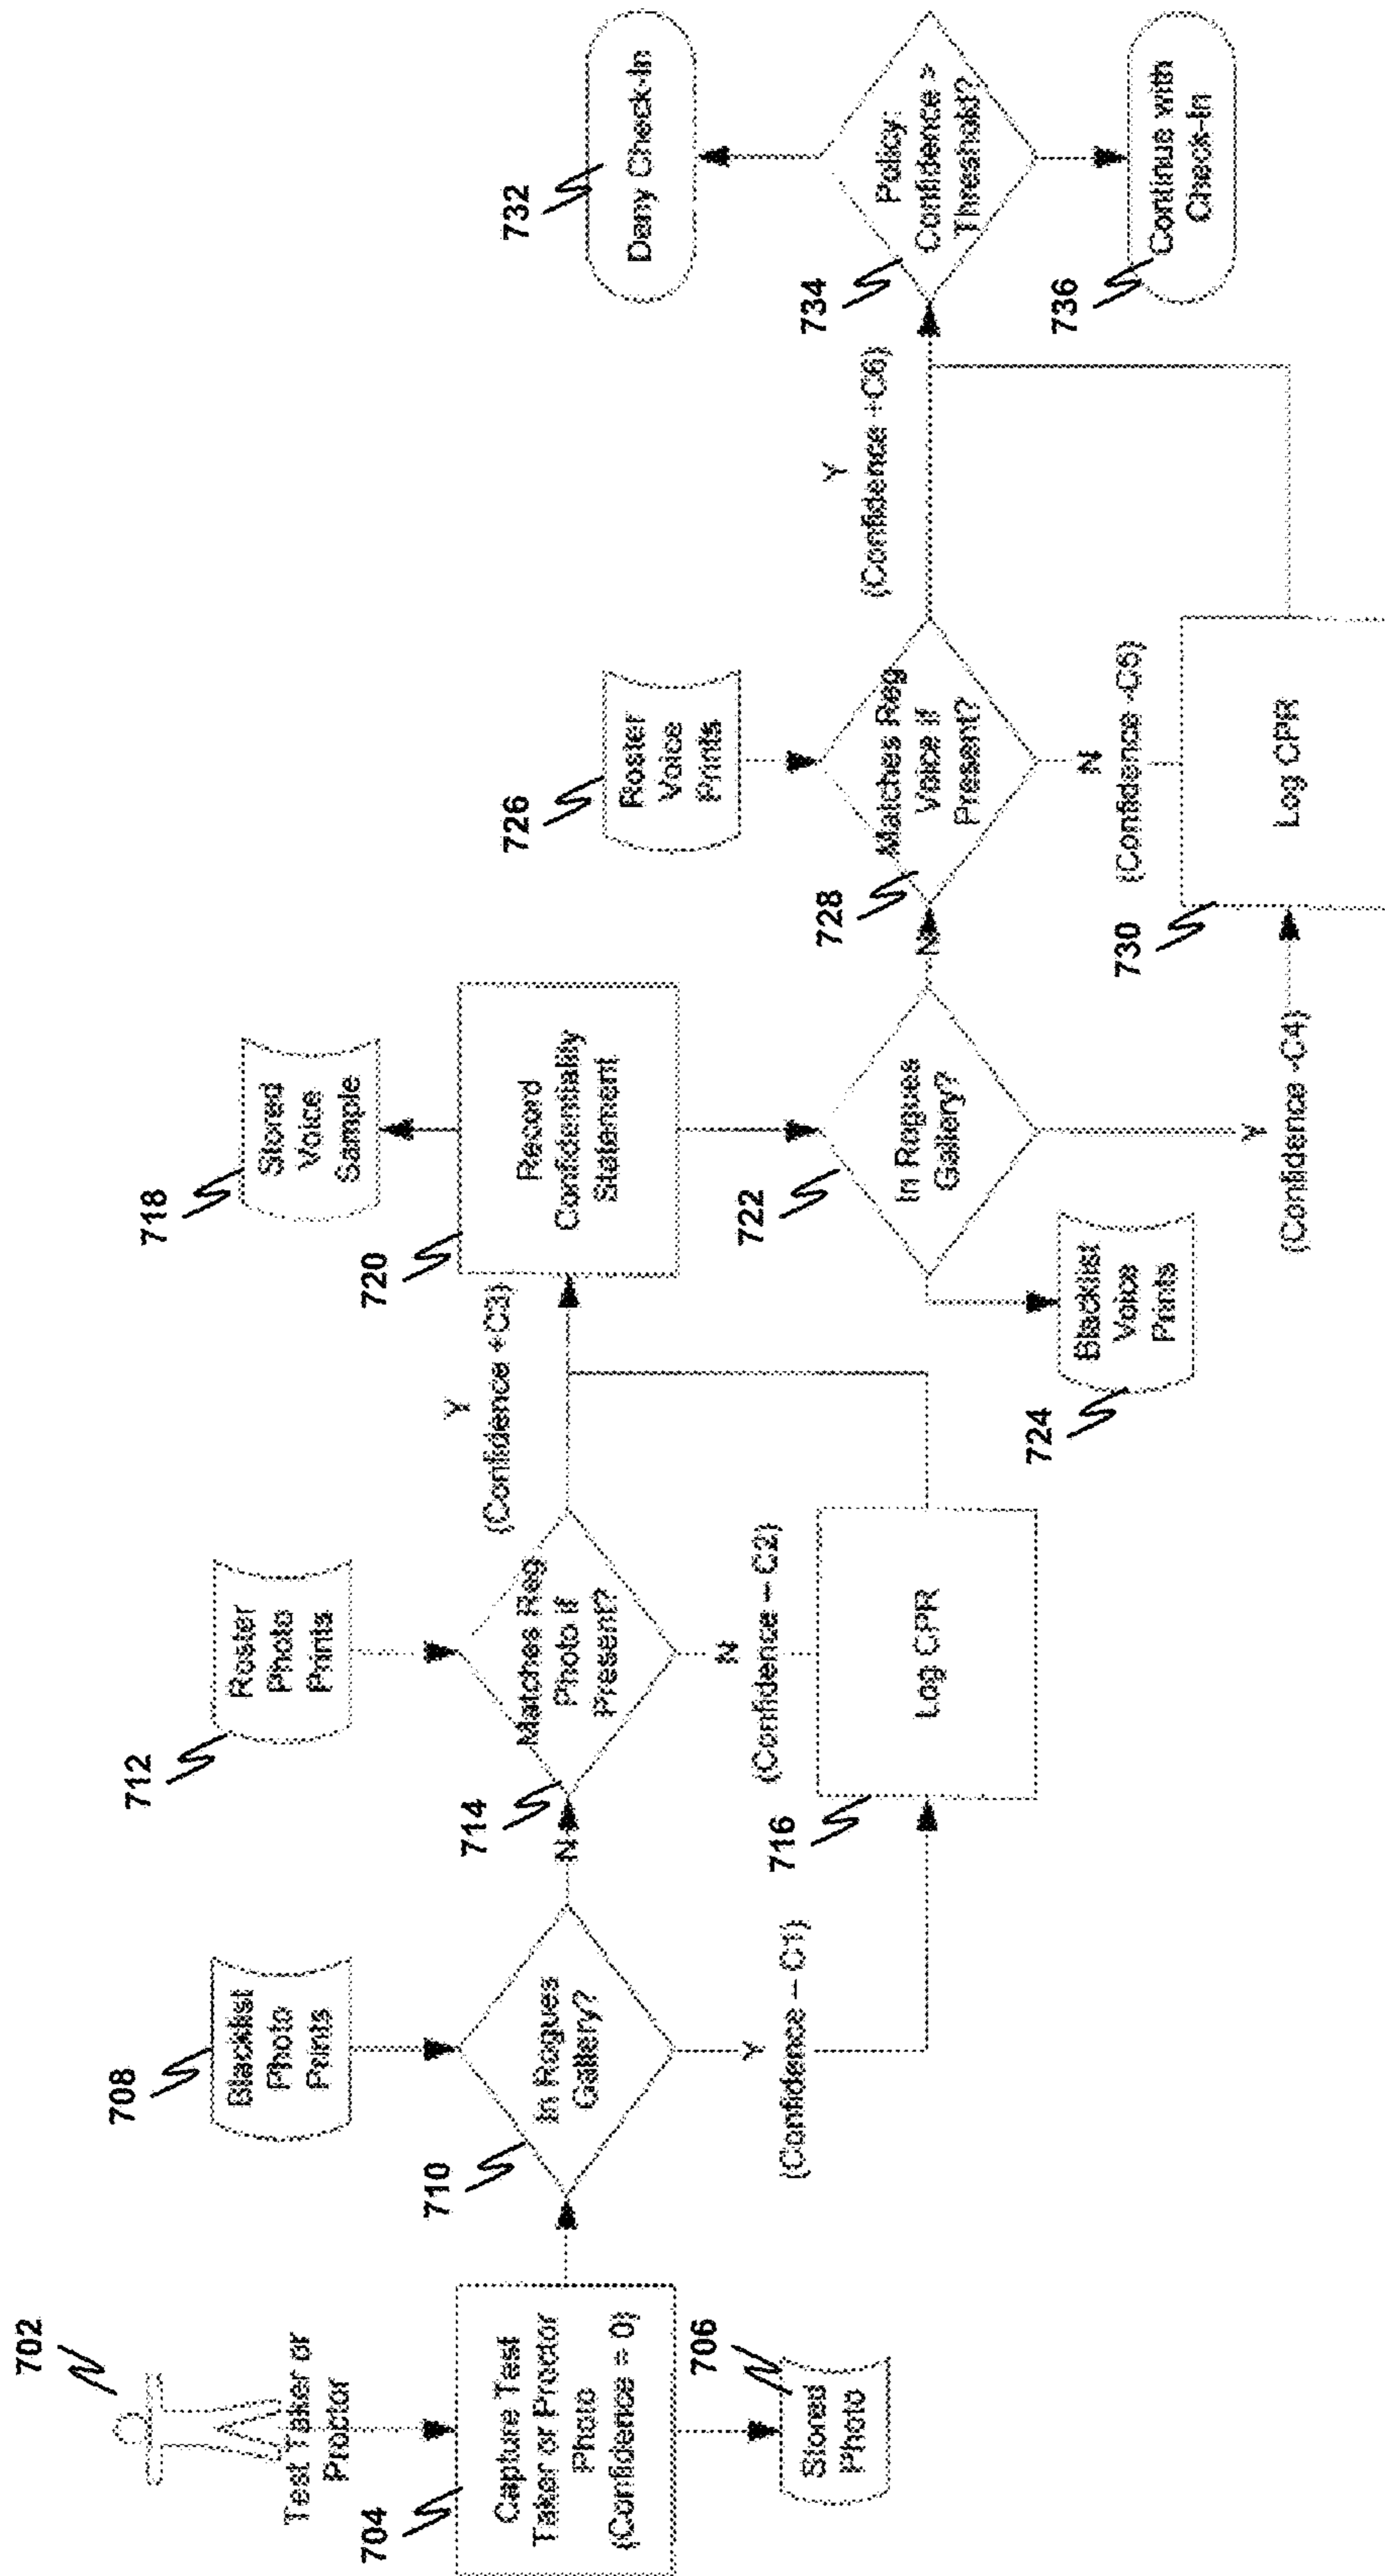 702
Test Taker or
Proctor
704
Capture Test
Taker or Proctor
Photo
(Confidence = 0)
706
Stored
Photo
708
Blacklist
Photo
Prints
710
In Rogues
Gallery?
Y
(Confidence – C1)
N
712
Roster
Photo
Prints
714
Matches Reg
Photo if
Present?
N
(Confidence – C2)
716
Log CPR
Y
(Confidence +C3)
718
Stored
Voice
Sample
720
Record
Confidentiality
Statement
722
In Rogues
Gallery?
724
Blacklist
Voice
Prints
Y
(Confidence -C4)
N
726
Roster
Voice
Prints
728
Matches Reg
Voice if
Present?
N
(Confidence -C5)
730
Log CPR
Y
(Confidence +C6)
732
Deny Check-In
734
Policy:
Confidence >
Threshold?
736
Continue with
Check-In